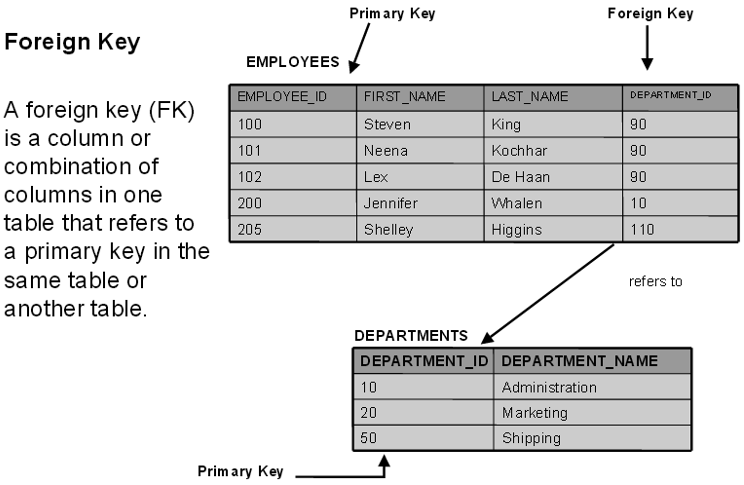 Primary Key
Foreign Key
Foreign Key
EMPLOYEES
EMPLOYEE_ID FIRST_NAME LAST_NAME DEPARTMENT_ID
100 Steven King 90
101 Neena Kochhar 90
102 Lex De Haan 90
200 Jennifer Whalen 10
205 Shelley Higgins 110
A foreign key (FK)
is a column or
combination of
columns in one
table that refers to
a primary key in the
same table or
another table.
refers to
DEPARTMENTS
DEPARTMENT_ID DEPARTMENT_NAME
10 Administration
20 Marketing
50 Shipping
Primary Key